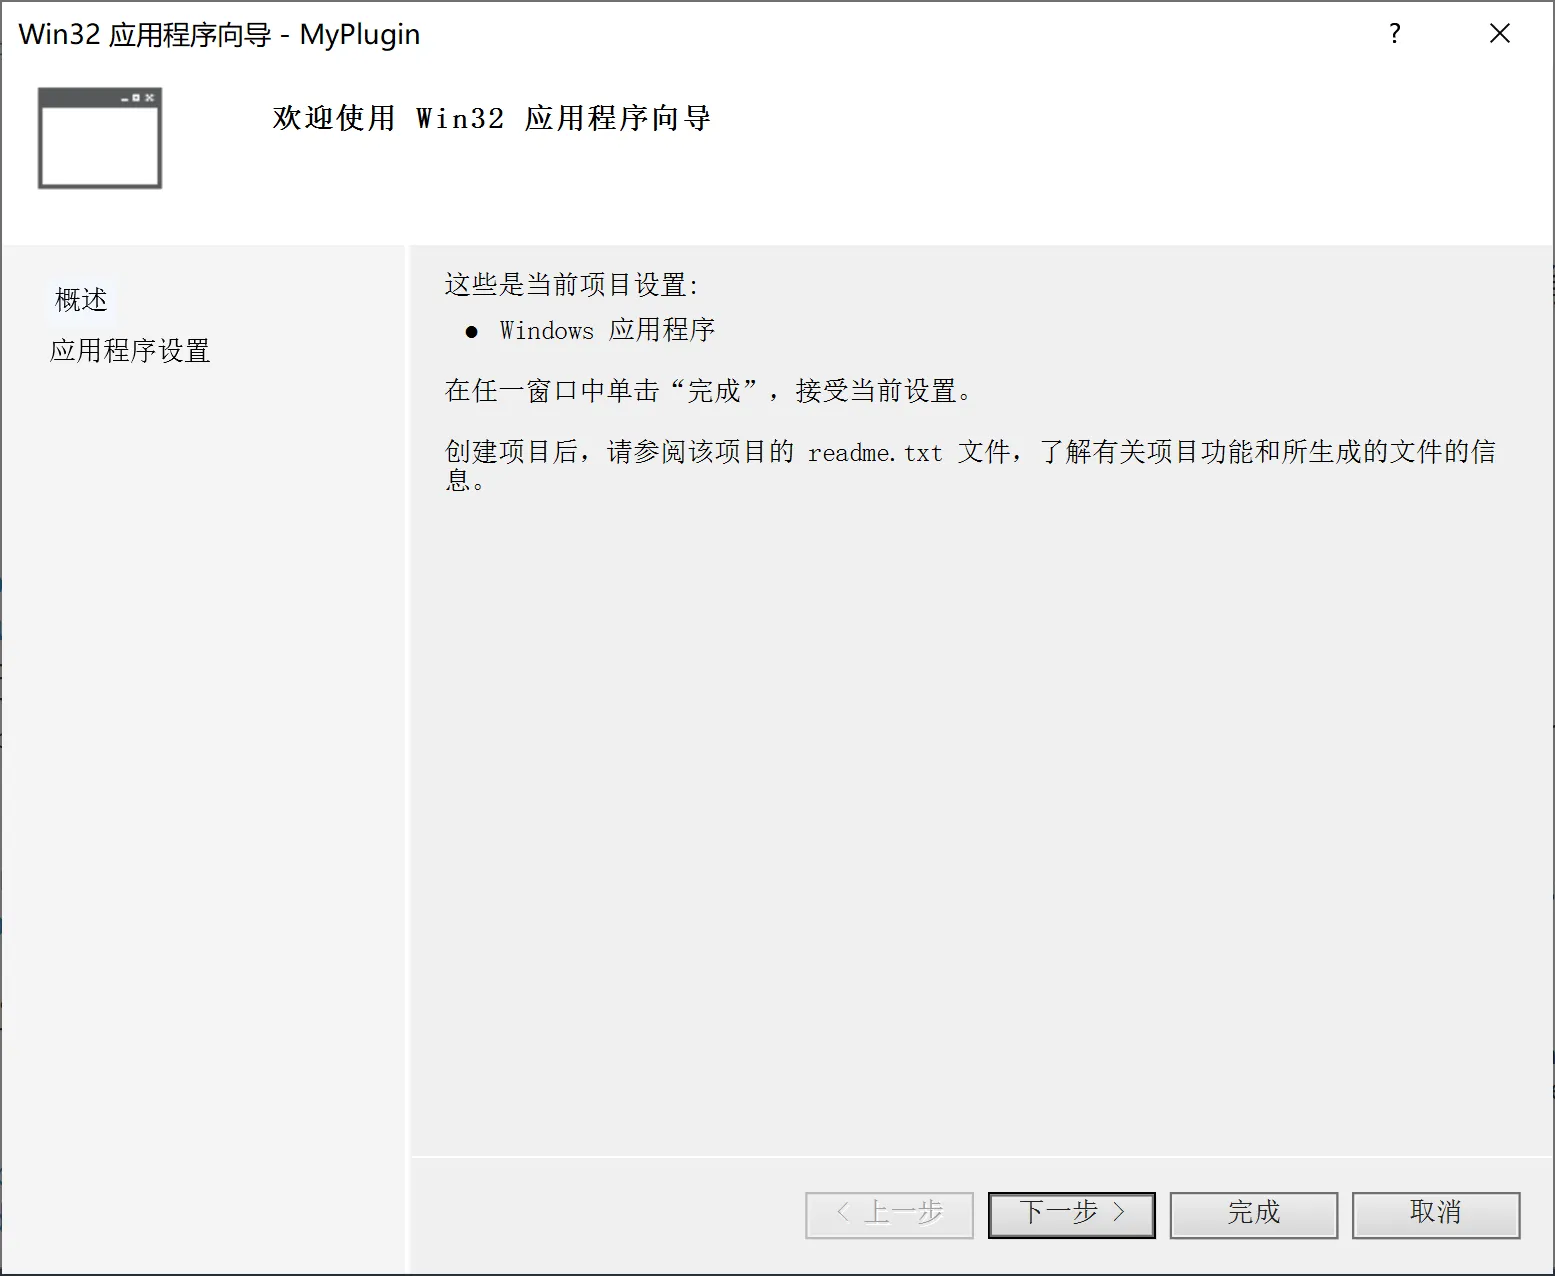 Win32 应用程序向导 - MyPlugin
?
欢迎使用 Win32 应用程序向导
概述
应用程序设置
这些是当前项目设置:
● Windows 应用程序
在任一窗口中单击“完成”，接受当前设置。
创建项目后，请参阅该项目的 readme.txt 文件，了解有关项目功能和所生成的文件的信
息。
< 上一步
下一步 >
完成
取消